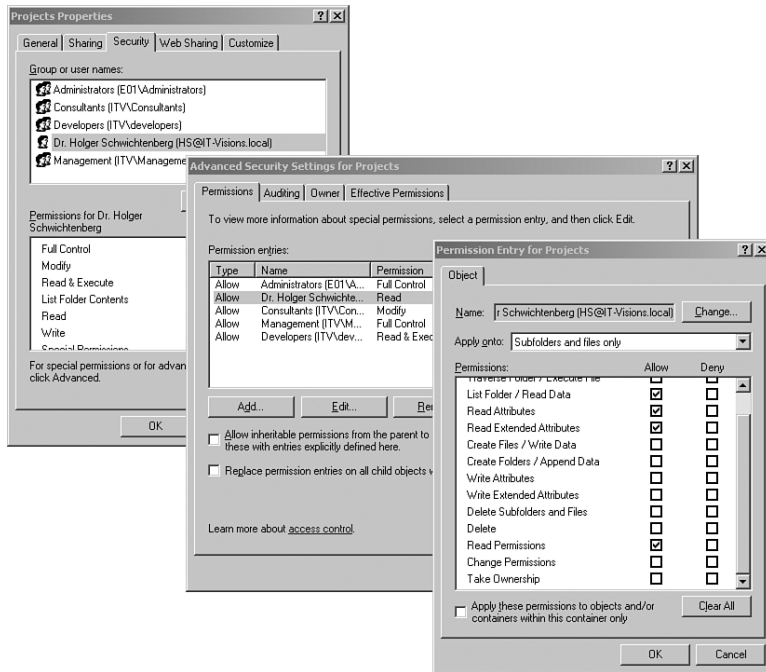 Projects Properties
General Sharing Security Web Sharing Customize
Group or user names:
Administrators (E01\Administrators)
Consultants (ITV\Consultants)
Developers (ITV\developers)
Dr. Holger Schwichtenberg (HS@IT-Visions.local)
Management (ITV\Manageme
Permissions for Dr. Holger
Schwichtenberg
Full Control
Modify
Read & Execute
List Folder Contents
Read
Write
Special Permissions
For special permissions or for advan
click Advanced.
OK
Advanced Security Settings for Projects
Permissions Auditing Owner Effective Permissions
To view more information about special permissions, select a permission entry, and then click Edit.
Permission entries:
Type Name Permission
Allow Administrators (E01\A... Full Control
Allow Dr. Holger Schwichte... Read
Allow Consultants (ITV\Con... Modify
Allow Management (ITV\M... Full Control
Allow Developers (ITV\dev... Read & Exec
Add... Edit... Re
Allow inheritable permissions from the parent to
these with entries explicitly defined here.
Replace permission entries on all child objects w
Learn more about access control.
Permission Entry for Projects
Object
Name: r Schwichtenberg (HS@IT-Visions.local) Change...
Apply onto: Subfolders and files only
Permissions: Allow Deny
Traverse Folder / Execute File
List Folder / Read Data
Read Attributes
Read Extended Attributes
Create Files / Write Data
Create Folders / Append Data
Write Attributes
Write Extended Attributes
Delete Subfolders and Files
Delete
Read Permissions
Change Permissions
Take Ownership
Apply these permissions to objects and/or
containers within this container only
Clear All
OK Cancel